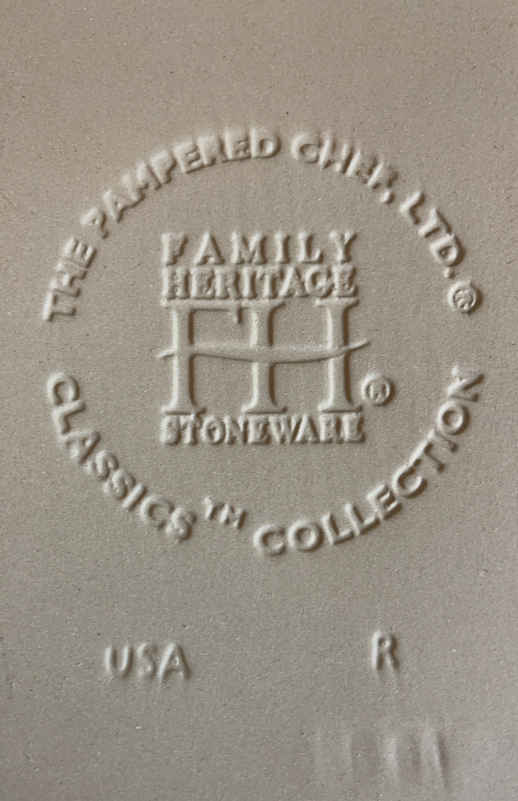 THE PAMPERED CHEF, LTD.®
FAMILY
HERITAGE
FH®
STONEWARE
CLASSICS™ COLLECTION
USA
R